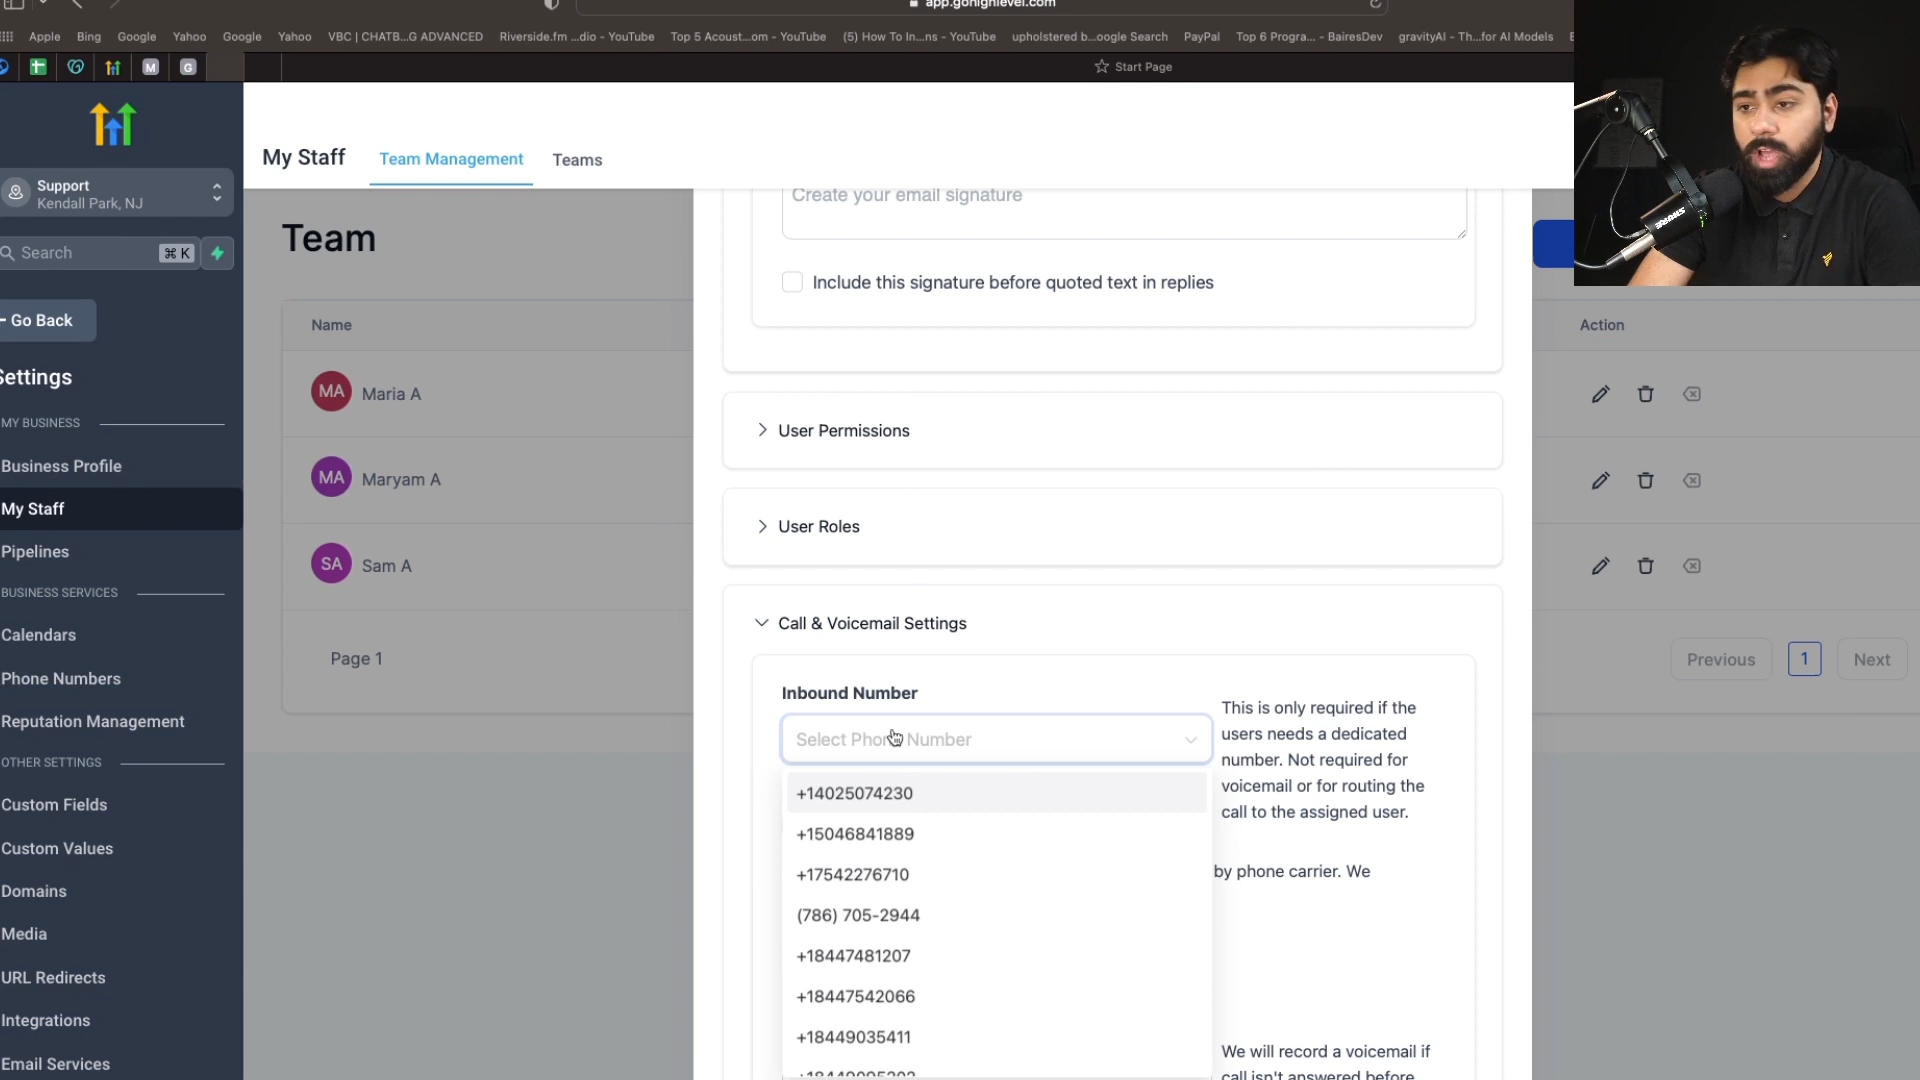 app.gohighlevel.com
Apple Bing Google Yahoo Google Yahoo VBC | CHATB...G ADVANCED Riverside.fm ...dio - YouTube Top 5 Acoust...om - YouTube (5) How To In...ns - YouTube upholstered b...oogle Search PayPal Top 6 Progra... - BairesDev gravityAI - Th...for AI Models
M G Start Page
My Staff Team Management Teams
Support
Kendall Park, NJ
Search ⌘ K
Go Back
Settings
MY BUSINESS
Business Profile
My Staff
Pipelines
BUSINESS SERVICES
Calendars
Phone Numbers
Reputation Management
OTHER SETTINGS
Custom Fields
Custom Values
Domains
Media
URL Redirects
Integrations
Email Services
Team
Name Action
MA Maria A
MA Maryam A
SA Sam A
Page 1 Previous 1 Next
Create your email signature
Include this signature before quoted text in replies
User Permissions
User Roles
Call & Voicemail Settings
Inbound Number
Select Phone Number
+14025074230
+15046841889
+17542276710
(786) 705-2944
+18447481207
+18447542066
+18449035411
This is only required if the
users needs a dedicated
number. Not required for
voicemail or for routing the
call to the assigned user.
by phone carrier. We
We will record a voicemail if
call isn't answered before